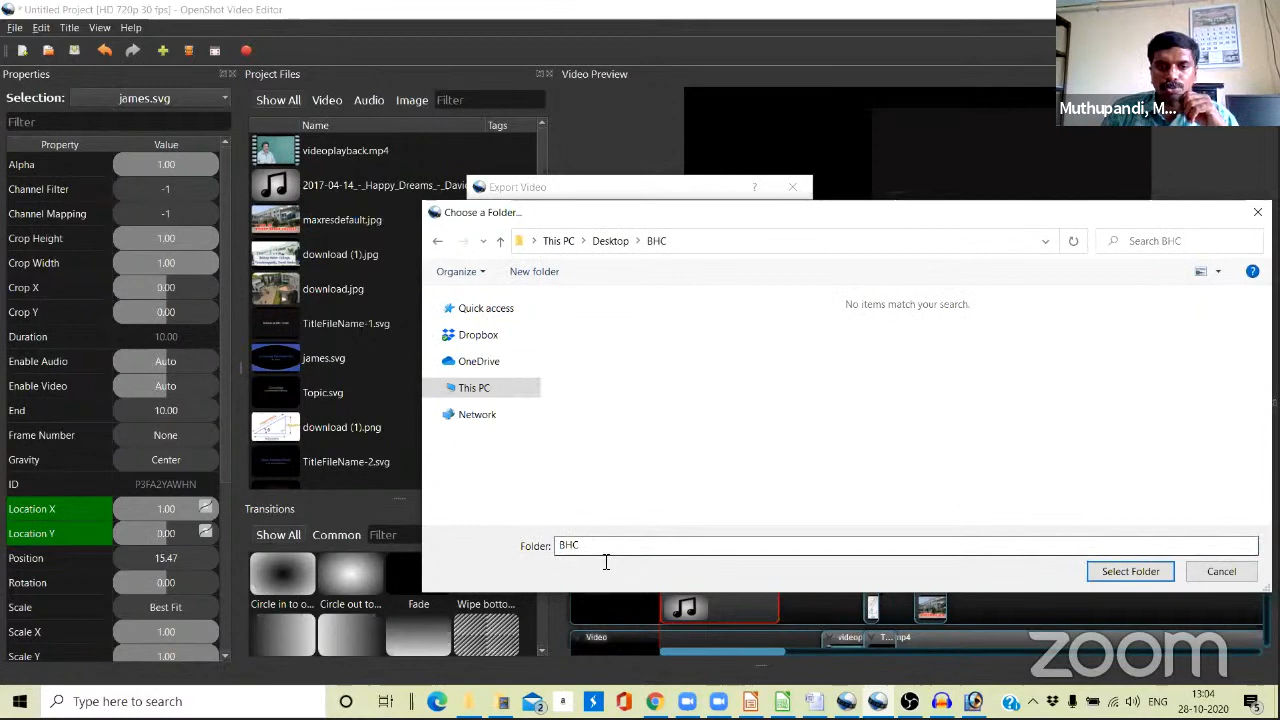 * Untitled Project [HD 720p 30 fps] - OpenShot Video Editor
File Edit Title View Help
Properties
Selection: james.svg
Filter
Property Value
Alpha 1.00
Channel Filter -1
Channel Mapping -1
Crop Height 1.00
Crop Width 1.00
Crop X 0.00
Crop Y 0.00
Duration 10.00
Enable Audio Auto
Enable Video Auto
End 10.00
Frame Number None
Gravity Center
ID P3FA2YAWHN
Location X 1.00
Location Y 0.00
Position 15.47
Rotation 0.00
Scale Best Fit
Scale X 1.00
Scale Y 1.00
Project Files
Show All Video Audio Image Filter
Name Tags
videoplayback.mp4
2017-04-14_-_Happy_Dreams_-_Davi
maxresdefault.jpg
download (1).jpg
download.jpg
TitleFileName-1.svg
james.svg
Topic.svg
download (1).png
TitleFileName-2.svg
Transitions
Show All Common Filter
Circle in to o... Circle out to... Fade Wipe botto...
Video Preview
Muthupandi, M...
Export Video ?
Choose a Folder...
This PC Desktop BHC
Search BHC
Organize New folder
Quick access
Dropbox
OneDrive
This PC
Network
No items match your search.
Folder: BHC
Select Folder Cancel
Video videop T... mp4
zoom
Type here to search
2
a
ENG
13:04
28-10-2020
5